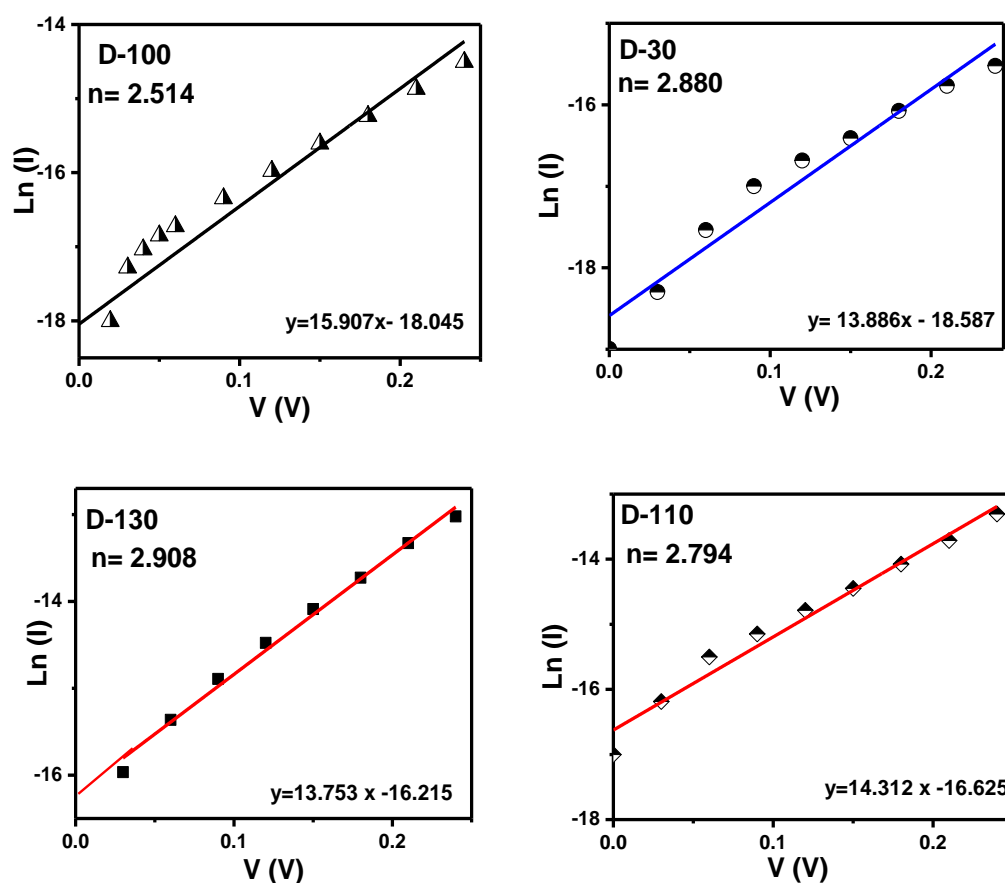 D-100
n= 2.514
Ln (I)
-14
-16
-18
y=15.907x- 18.045
0.0
0.1
0.2
V (V)
D-30
n= 2.880
Ln (I)
-16
-18
y= 13.886x - 18.587
0.0
0.1
0.2
V (V)
D-130
n= 2.908
Ln (I)
-14
-16
y=13.753 x -16.215
0.0
0.1
0.2
V (V)
D-110
n= 2.794
Ln (I)
-14
-16
-18
y=14.312 x -16.625
0.0
0.1
0.2
V (V)